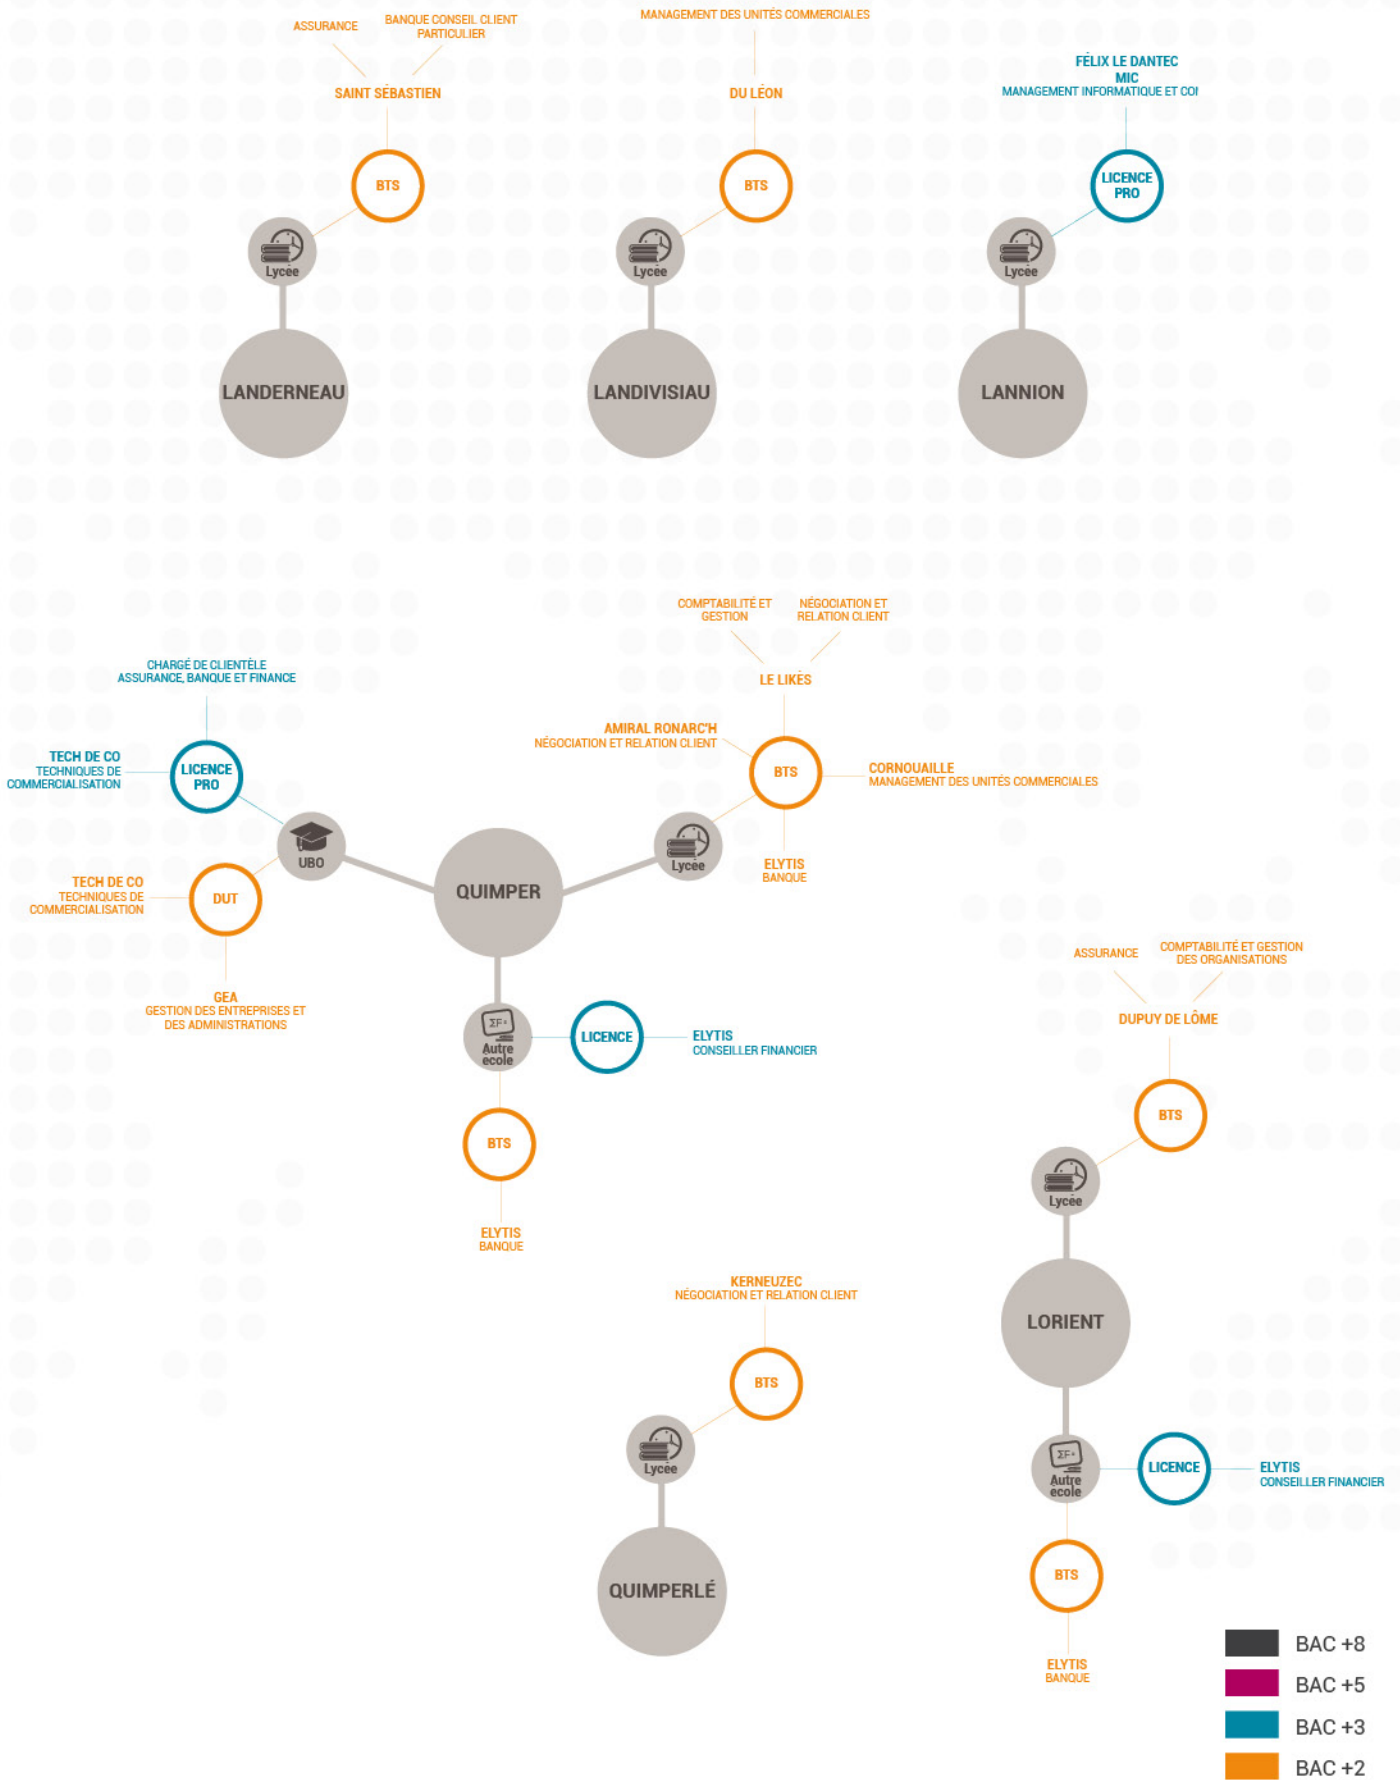 ASSURANCE
BANQUE CONSEIL CLIENT
PARTICULIER
SAINT SÉBASTIEN
BTS
Lycée
LANDERNEAU
MANAGEMENT DES UNITÉS COMMERCIALES
DU LÉON
BTS
Lycée
LANDIVISIAU
FÉLIX LE DANTEC
MIC
MANAGEMENT INFORMATIQUE ET CO
LICENCE
PRO
Lycée
LANNION
CHARGÉ DE CLIENTÈLE
ASSURANCE, BANQUE ET FINANCE
TECH DE CO
TECHNIQUES DE
COMMERCIALISATION
LICENCE
PRO
UBO
TECH DE CO
TECHNIQUES DE
COMMERCIALISATION
DUT
GEA
GESTION DES ENTREPRISES ET
DES ADMINISTRATIONS
QUIMPER
COMPTABILITÉ ET
GESTION
NÉGOCIATION ET
RELATION CLIENT
LE LIKÈS
AMIRAL RONARC'H
NÉGOCIATION ET RELATION CLIENT
BTS
CORNOUAILLE
MANAGEMENT DES UNITÉS COMMERCIALES
Lycée
ELYTIS
BANQUE
ΣF×
Autre
école
LICENCE
ELYTIS
CONSEILLER FINANCIER
BTS
ELYTIS
BANQUE
ASSURANCE
COMPTABILITÉ ET GESTION
DES ORGANISATIONS
DUPUY DE LÔME
BTS
Lycée
LORIENT
ΣF×
Autre
école
LICENCE
ELYTIS
CONSEILLER FINANCIER
BTS
ELYTIS
BANQUE
KERNEUZEC
NÉGOCIATION ET RELATION CLIENT
BTS
Lycée
QUIMPERLÉ
BAC +8
BAC +5
BAC +3
BAC +2